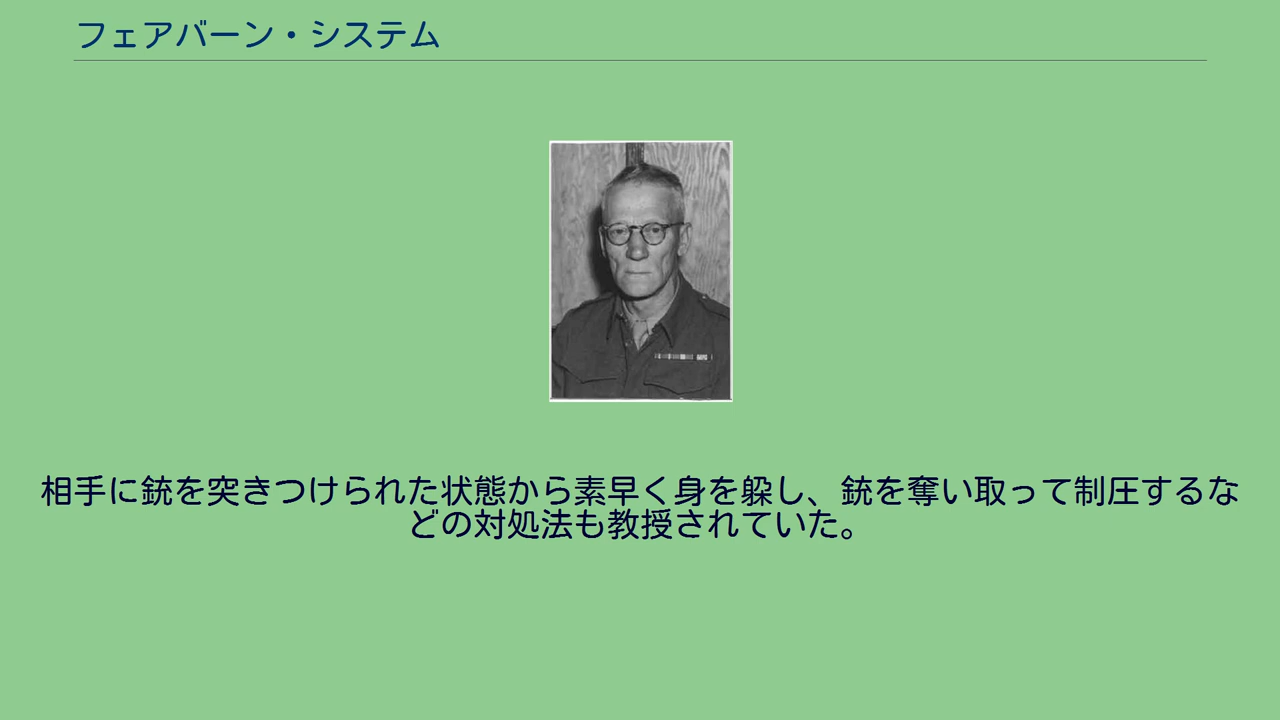 フェアバーン・システム
相手に銃を突きつけられた状態から素早く身を躱し、銃を奪い取って制圧するな
どの対処法も教授されていた。